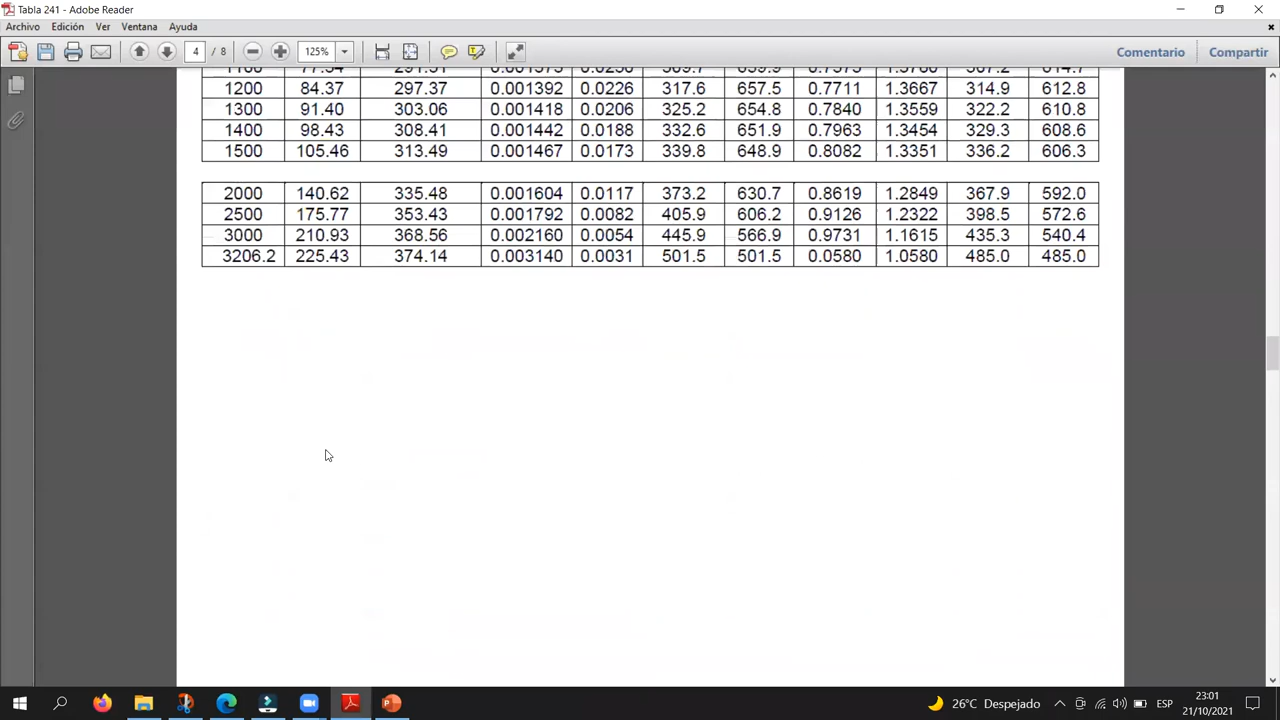 Tabla 241 - Adobe Reader
Archivo Edición Ver Ventana Ayuda
4 / 8 125% Comentario Compartir
1200 84.37 297.37 0.001392 0.0226 317.6 657.5 0.7711 1.3667 314.9 612.8
1300 91.40 303.06 0.001418 0.0206 325.2 654.8 0.7840 1.3559 322.2 610.8
1400 98.43 308.41 0.001442 0.0188 332.6 651.9 0.7963 1.3454 329.3 608.6
1500 105.46 313.49 0.001467 0.0173 339.8 648.9 0.8082 1.3351 336.2 606.3
2000 140.62 335.48 0.001604 0.0117 373.2 630.7 0.8619 1.2849 367.9 592.0
2500 175.77 353.43 0.001792 0.0082 405.9 606.2 0.9126 1.2322 398.5 572.6
3000 210.93 368.56 0.002160 0.0054 445.9 566.9 0.9731 1.1615 435.3 540.4
3206.2 225.43 374.14 0.003140 0.0031 501.5 501.5 0.0580 1.0580 485.0 485.0
26°C Despejado ESP 23:01
21/10/2021